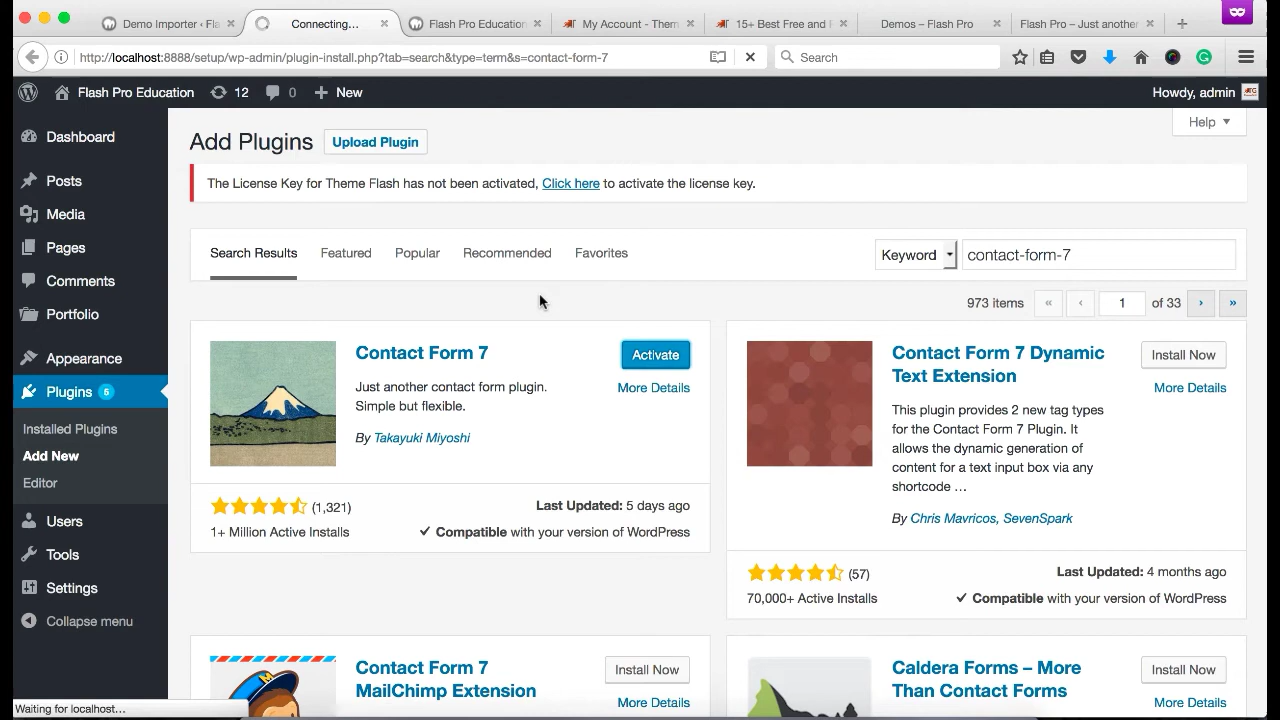 Demo Importer ‹ Fla
Connecting...
Flash Pro Education
My Account - Them
15+ Best Free and
Demos – Flash Pro
Flash Pro – Just anothe
http://localhost:8888/setup/wp-admin/plugin-install.php?tab=search&type=term&s=contact-form-7
Search
Flash Pro Education
12
0
New
Howdy, admin
Dashboard
Posts
Media
Pages
Comments
Portfolio
Appearance
Plugins 6
Installed Plugins
Add New
Editor
Users
Tools
Settings
Collapse menu
Help
Add Plugins
Upload Plugin
The License Key for Theme Flash has not been activated, Click here to activate the license key.
Search Results
Featured
Popular
Recommended
Favorites
Keyword
contact-form-7
973 items
«
‹
1
of 33
›
»
Contact Form 7
Activate
More Details
Just another contact form plugin.
Simple but flexible.
By Takayuki Miyoshi
(1,321)
1+ Million Active Installs
Last Updated: 5 days ago
Compatible with your version of WordPress
Contact Form 7 Dynamic
Text Extension
Install Now
More Details
This plugin provides 2 new tag types
for the Contact Form 7 Plugin. It
allows the dynamic generation of
content for a text input box via any
shortcode …
By Chris Mavricos, SevenSpark
(57)
70,000+ Active Installs
Last Updated: 4 months ago
Compatible with your version of WordPress
Contact Form 7
MailChimp Extension
Install Now
More Details
Caldera Forms – More
Than Contact Forms
Install Now
More Details
Waiting for localhost...